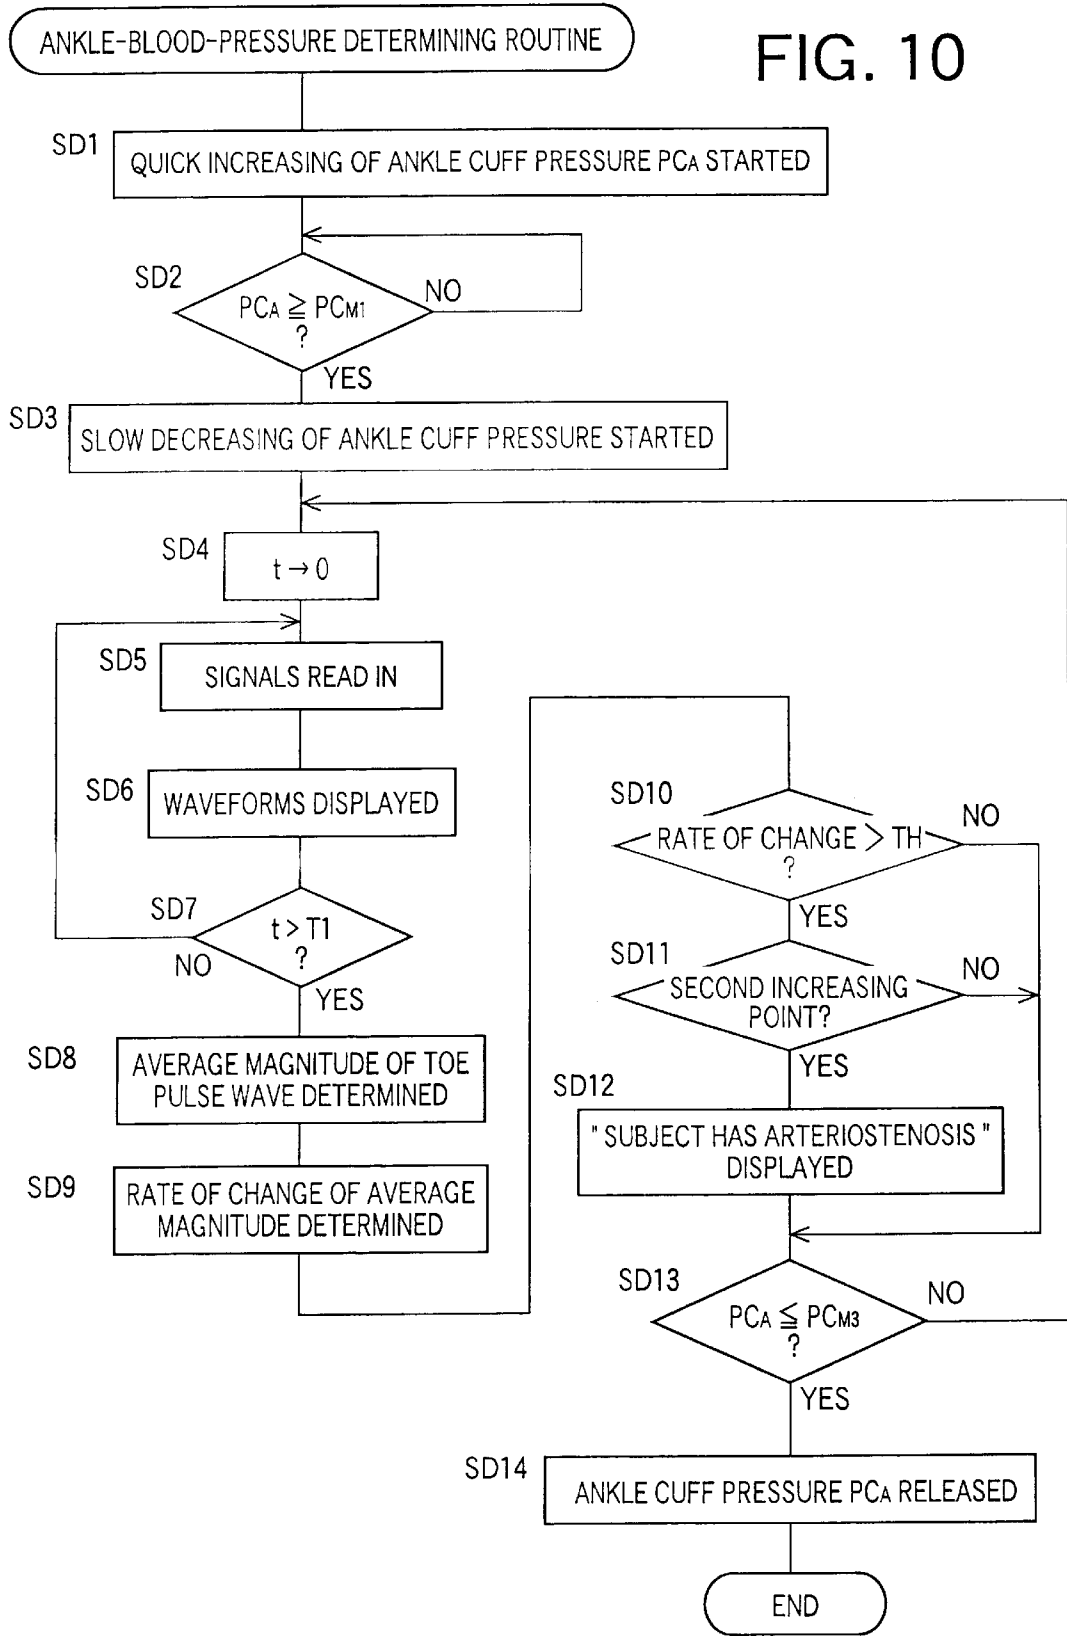 ANKLE-BLOOD-PRESSURE DETERMINING ROUTINE
FIG. 10
SD1
QUICK INCREASING OF ANKLE CUFF PRESSURE PCA STARTED
SD2
PCA ≧ PCM1
?
NO
YES
SD3
SLOW DECREASING OF ANKLE CUFF PRESSURE STARTED
SD4
t → 0
SD5
SIGNALS READ IN
SD6
WAVEFORMS DISPLAYED
SD7
t > T1
?
NO
YES
SD8
AVERAGE MAGNITUDE OF TOE
PULSE WAVE DETERMINED
SD9
RATE OF CHANGE OF AVERAGE
MAGNITUDE DETERMINED
SD10
RATE OF CHANGE > TH
?
NO
YES
SD11
SECOND INCREASING
POINT?
NO
YES
SD12
" SUBJECT HAS ARTERIOSTENOSIS "
DISPLAYED
SD13
PCA ≦ PCM3
?
NO
YES
SD14
ANKLE CUFF PRESSURE PCA RELEASED
END